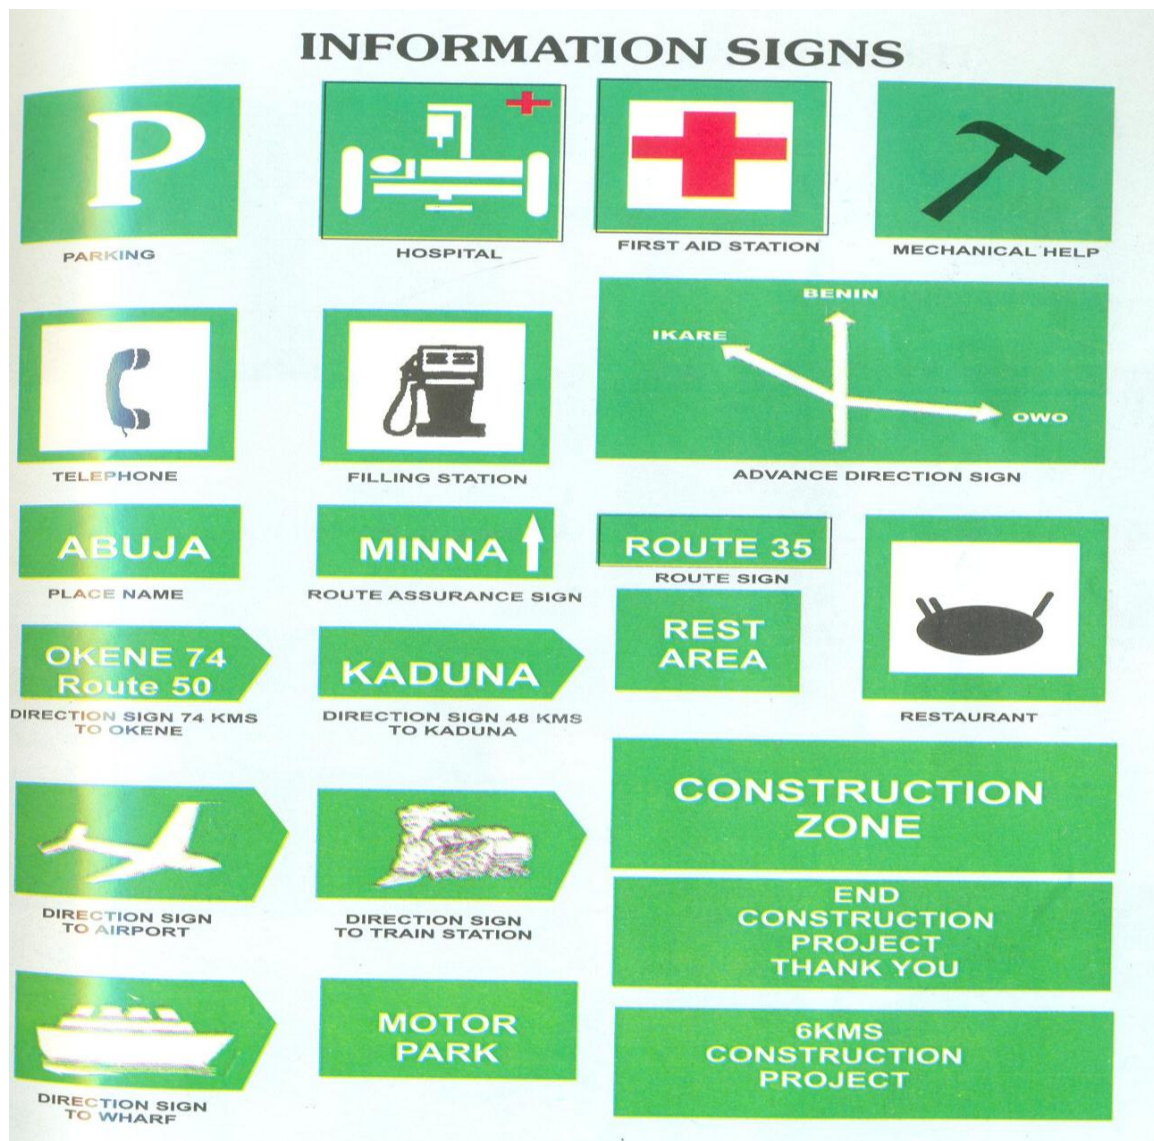 INFORMATION SIGNS
P
PARKING
HOSPITAL
FIRST AID STATION
MECHANICAL HELP
TELEPHONE
FILLING STATION
BENIN
IKARE
OWO
ADVANCE DIRECTION SIGN
ABUJA
PLACE NAME
MINNA
ROUTE ASSURANCE SIGN
ROUTE 35
ROUTE SIGN
REST
AREA
RESTAURANT
OKENE 74
Route 50
DIRECTION SIGN 74 KMS
TO OKENE
KADUNA
DIRECTION SIGN 48 KMS
TO KADUNA
CONSTRUCTION
ZONE
DIRECTION SIGN
TO AIRPORT
DIRECTION SIGN
TO TRAIN STATION
END
CONSTRUCTION
PROJECT
THANK YOU
DIRECTION SIGN
TO WHARF
MOTOR
PARK
6KMS
CONSTRUCTION
PROJECT